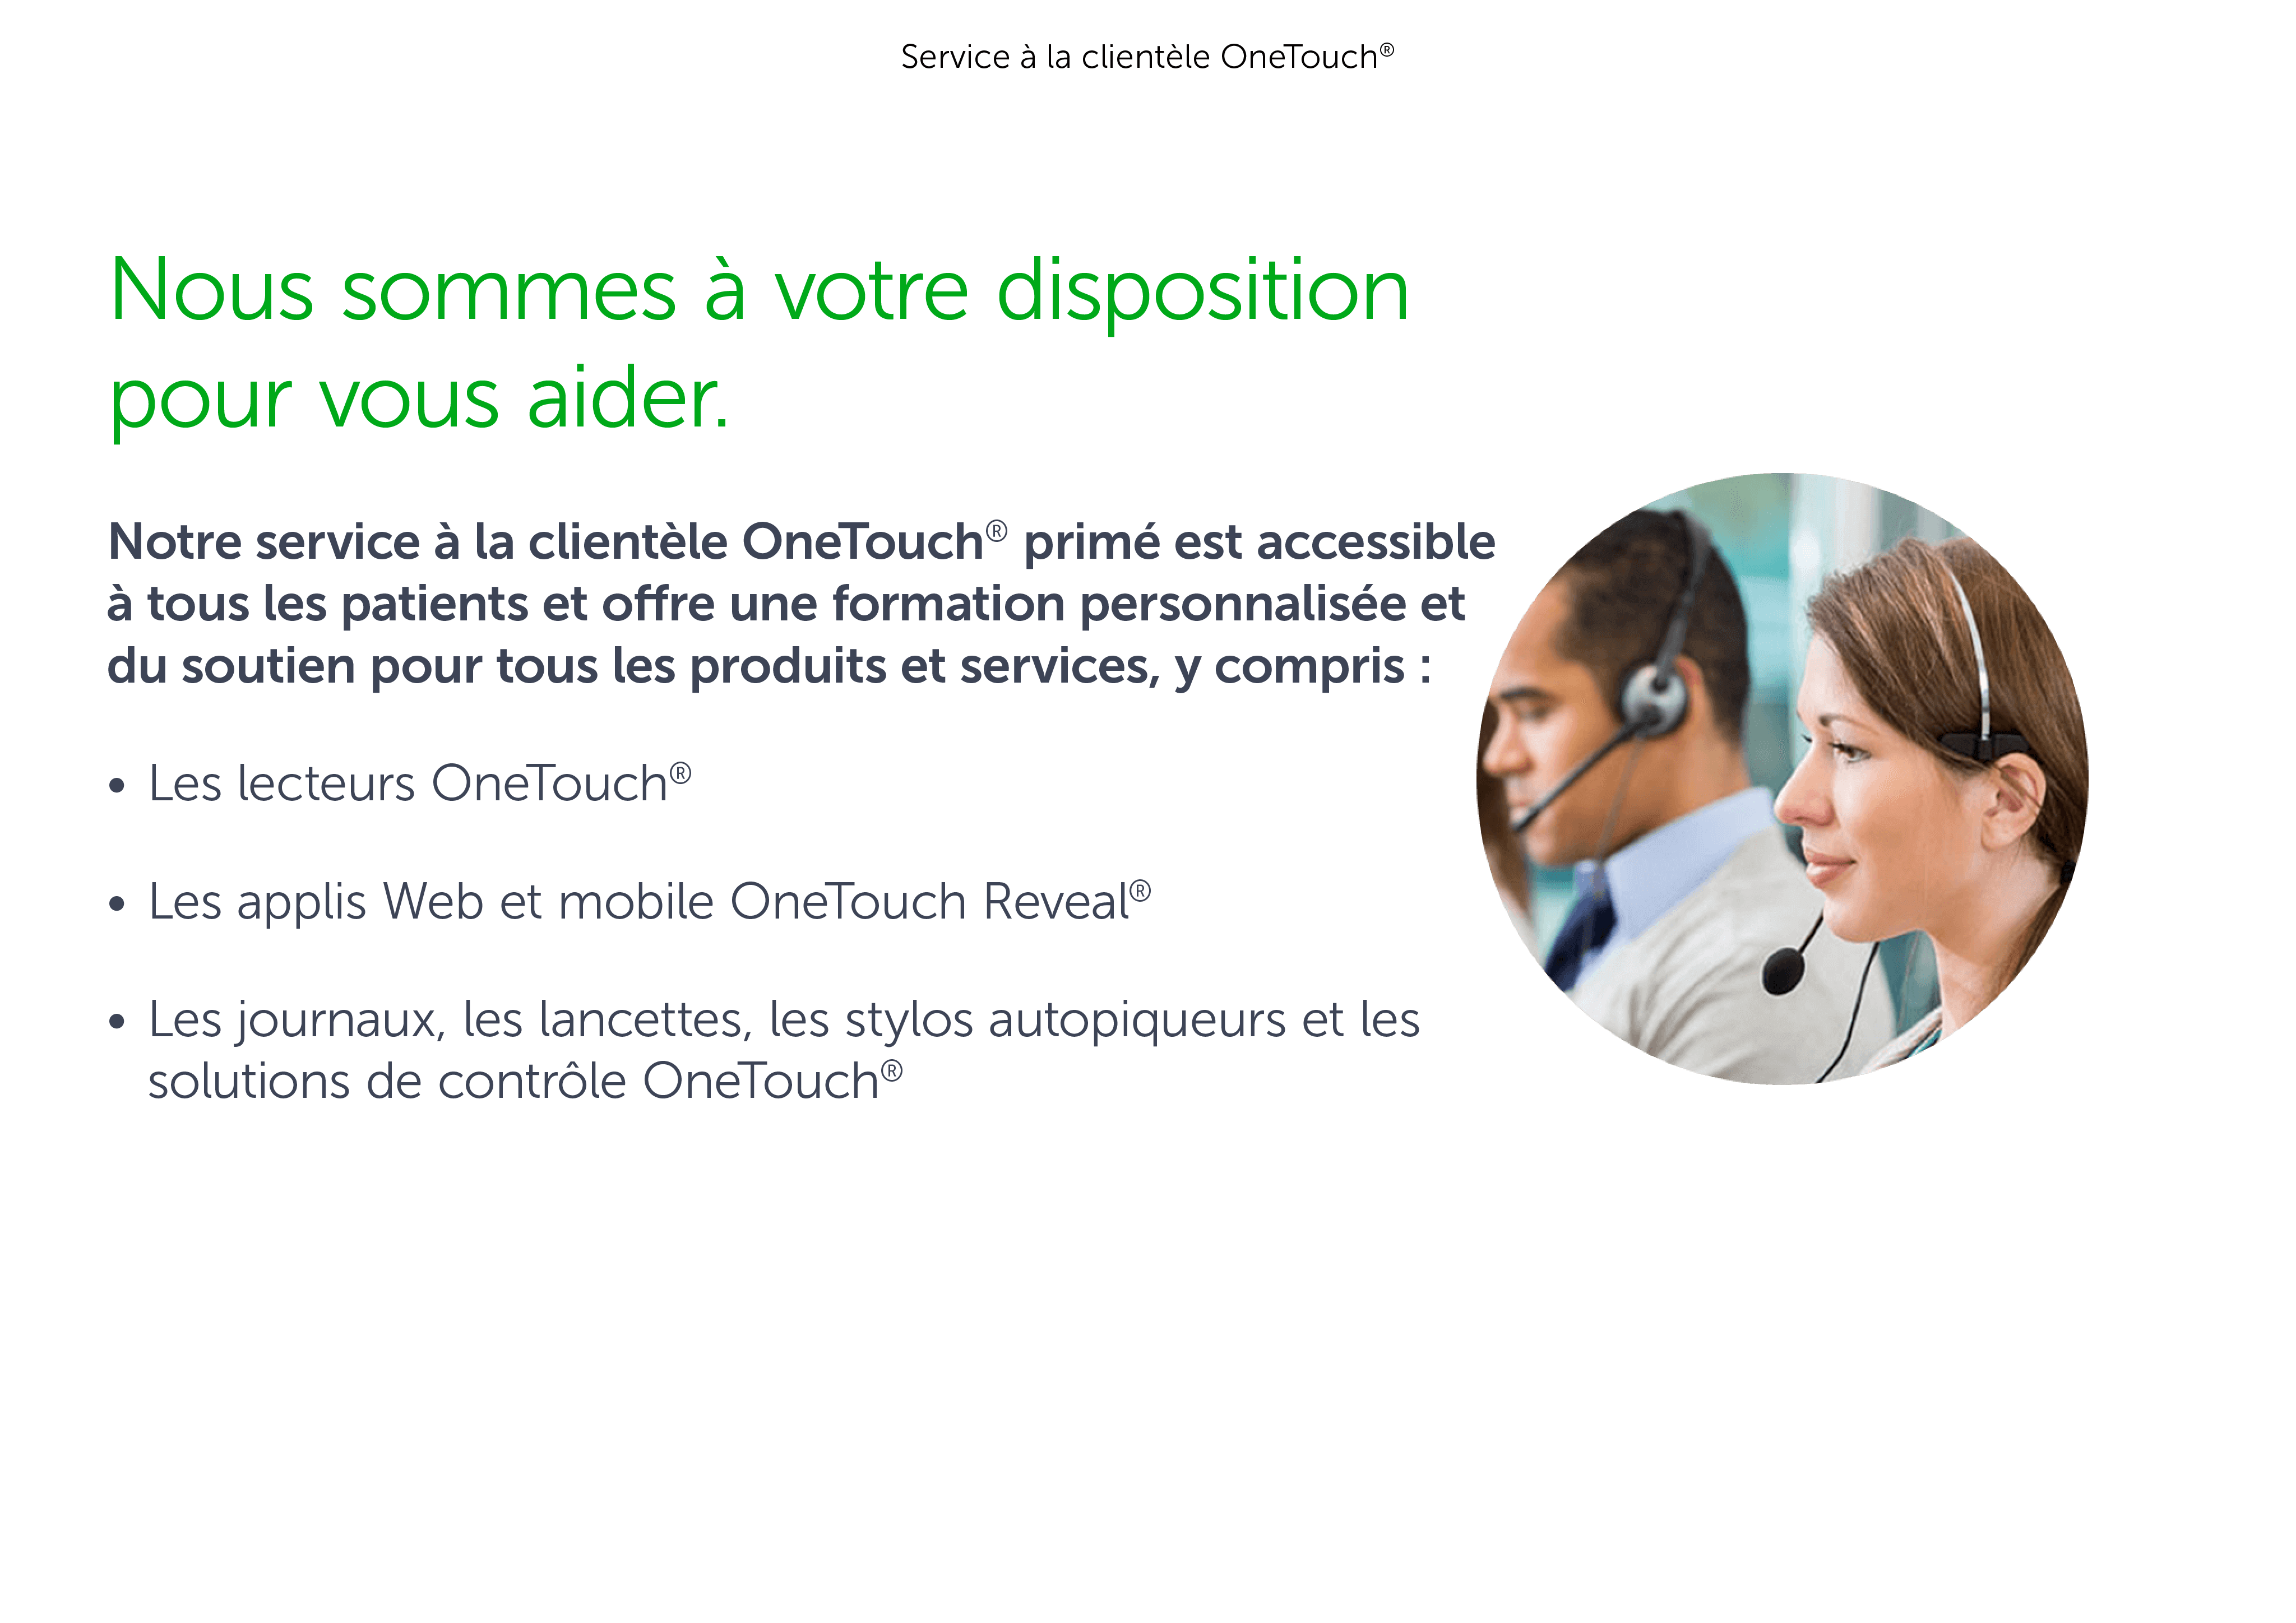 Service à la clientèle OneTouch®
Nous sommes à votre disposition
pour vous aider.
Notre service à la clientèle OneTouch® primé est accessible
à tous les patients et offre une formation personnalisée et
du soutien pour tous les produits et services, y compris :
• Les lecteurs OneTouch®
• Les applis Web et mobile OneTouch Reveal®
• Les journaux, les lancettes, les stylos autopiqueurs et les
solutions de contrôle OneTouch®